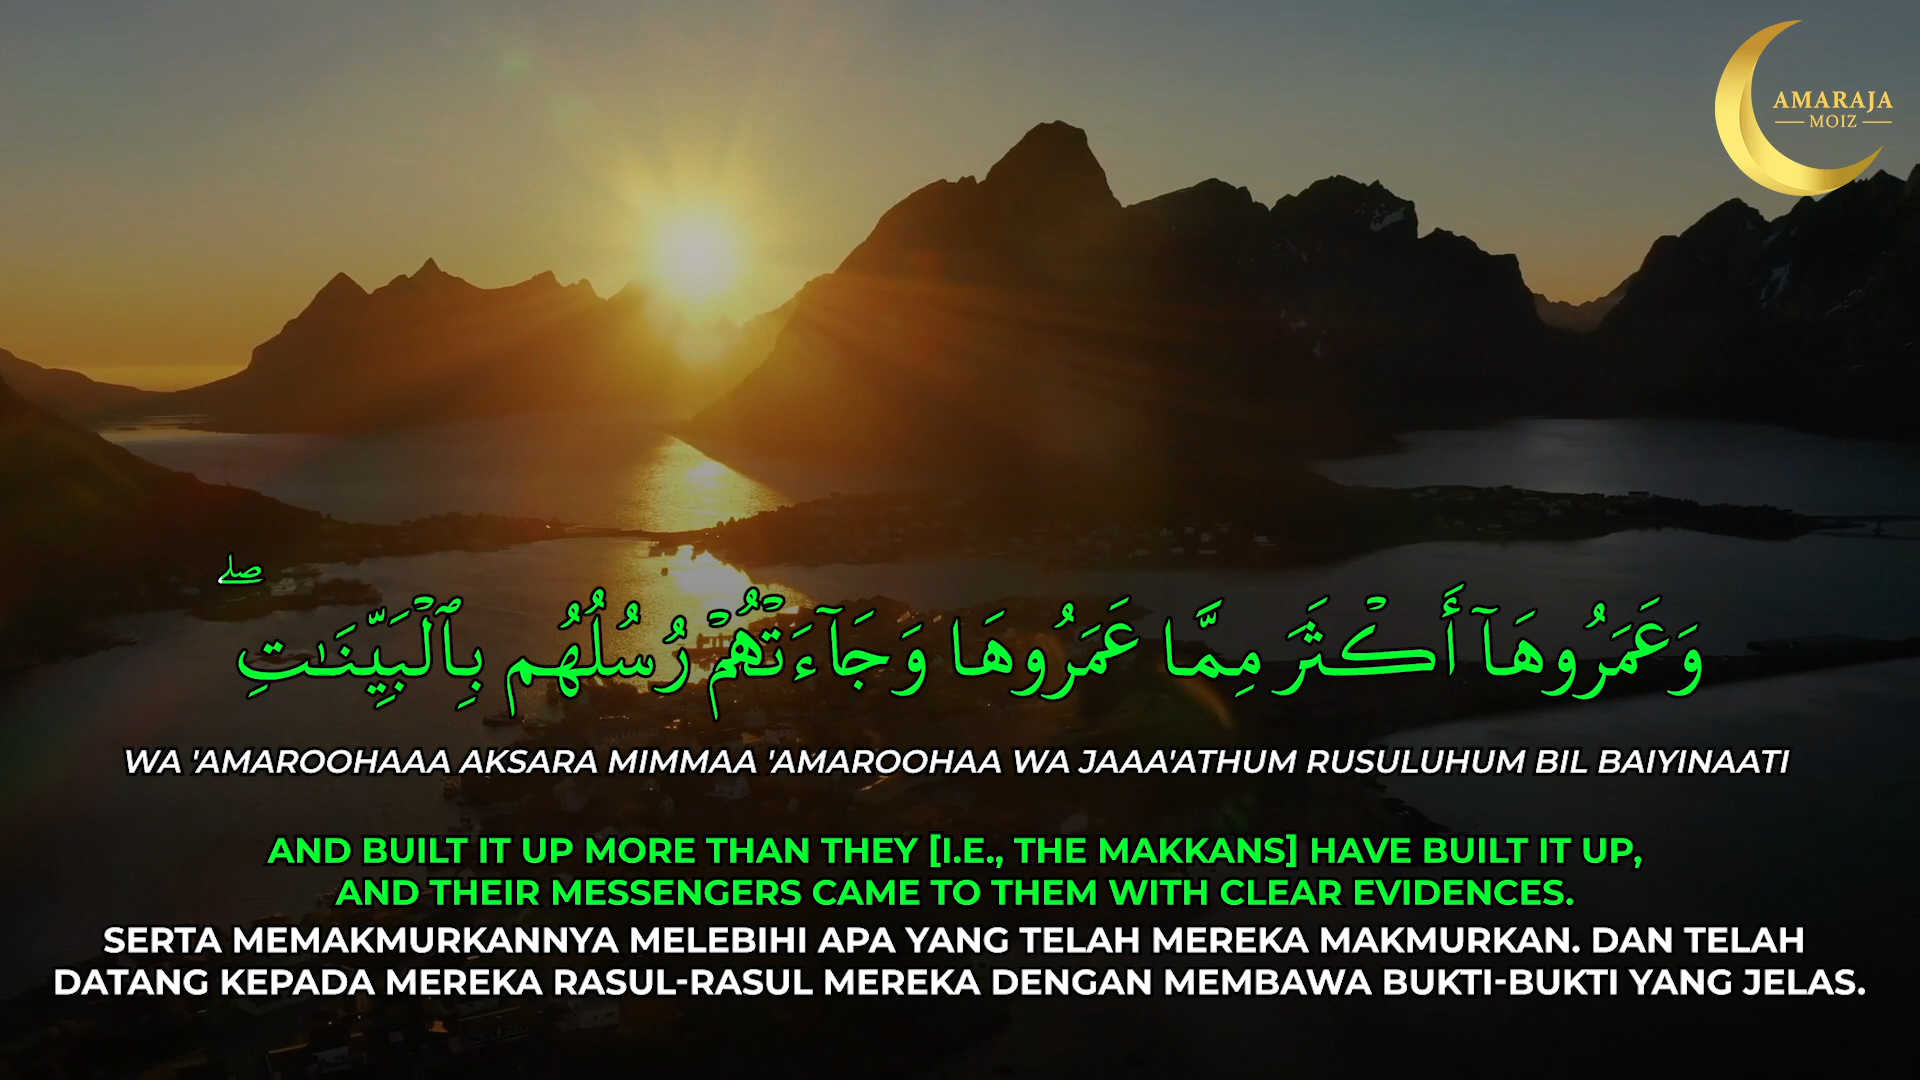 AMARAJA
MOIZ
وَعَمَرُوهَآ أَكْثَرَ مِمَّا عَمَرُوهَا وَجَآءَتْهُمْ رُسُلُهُم بِٱلْبَيِّنَـٰتِ ۖ
WA 'AMAROOHAAA AKSARA MIMMAA 'AMAROOHAA WA JAAA'ATHUM RUSULUHUM BIL BAIYINAATI
AND BUILT IT UP MORE THAN THEY [I.E., THE MAKKANS] HAVE BUILT IT UP,
AND THEIR MESSENGERS CAME TO THEM WITH CLEAR EVIDENCES.
SERTA MEMAKMURKANNYA MELEBIHI APA YANG TELAH MEREKA MAKMURKAN. DAN TELAH
DATANG KEPADA MEREKA RASUL-RASUL MEREKA DENGAN MEMBAWA BUKTI-BUKTI YANG JELAS.